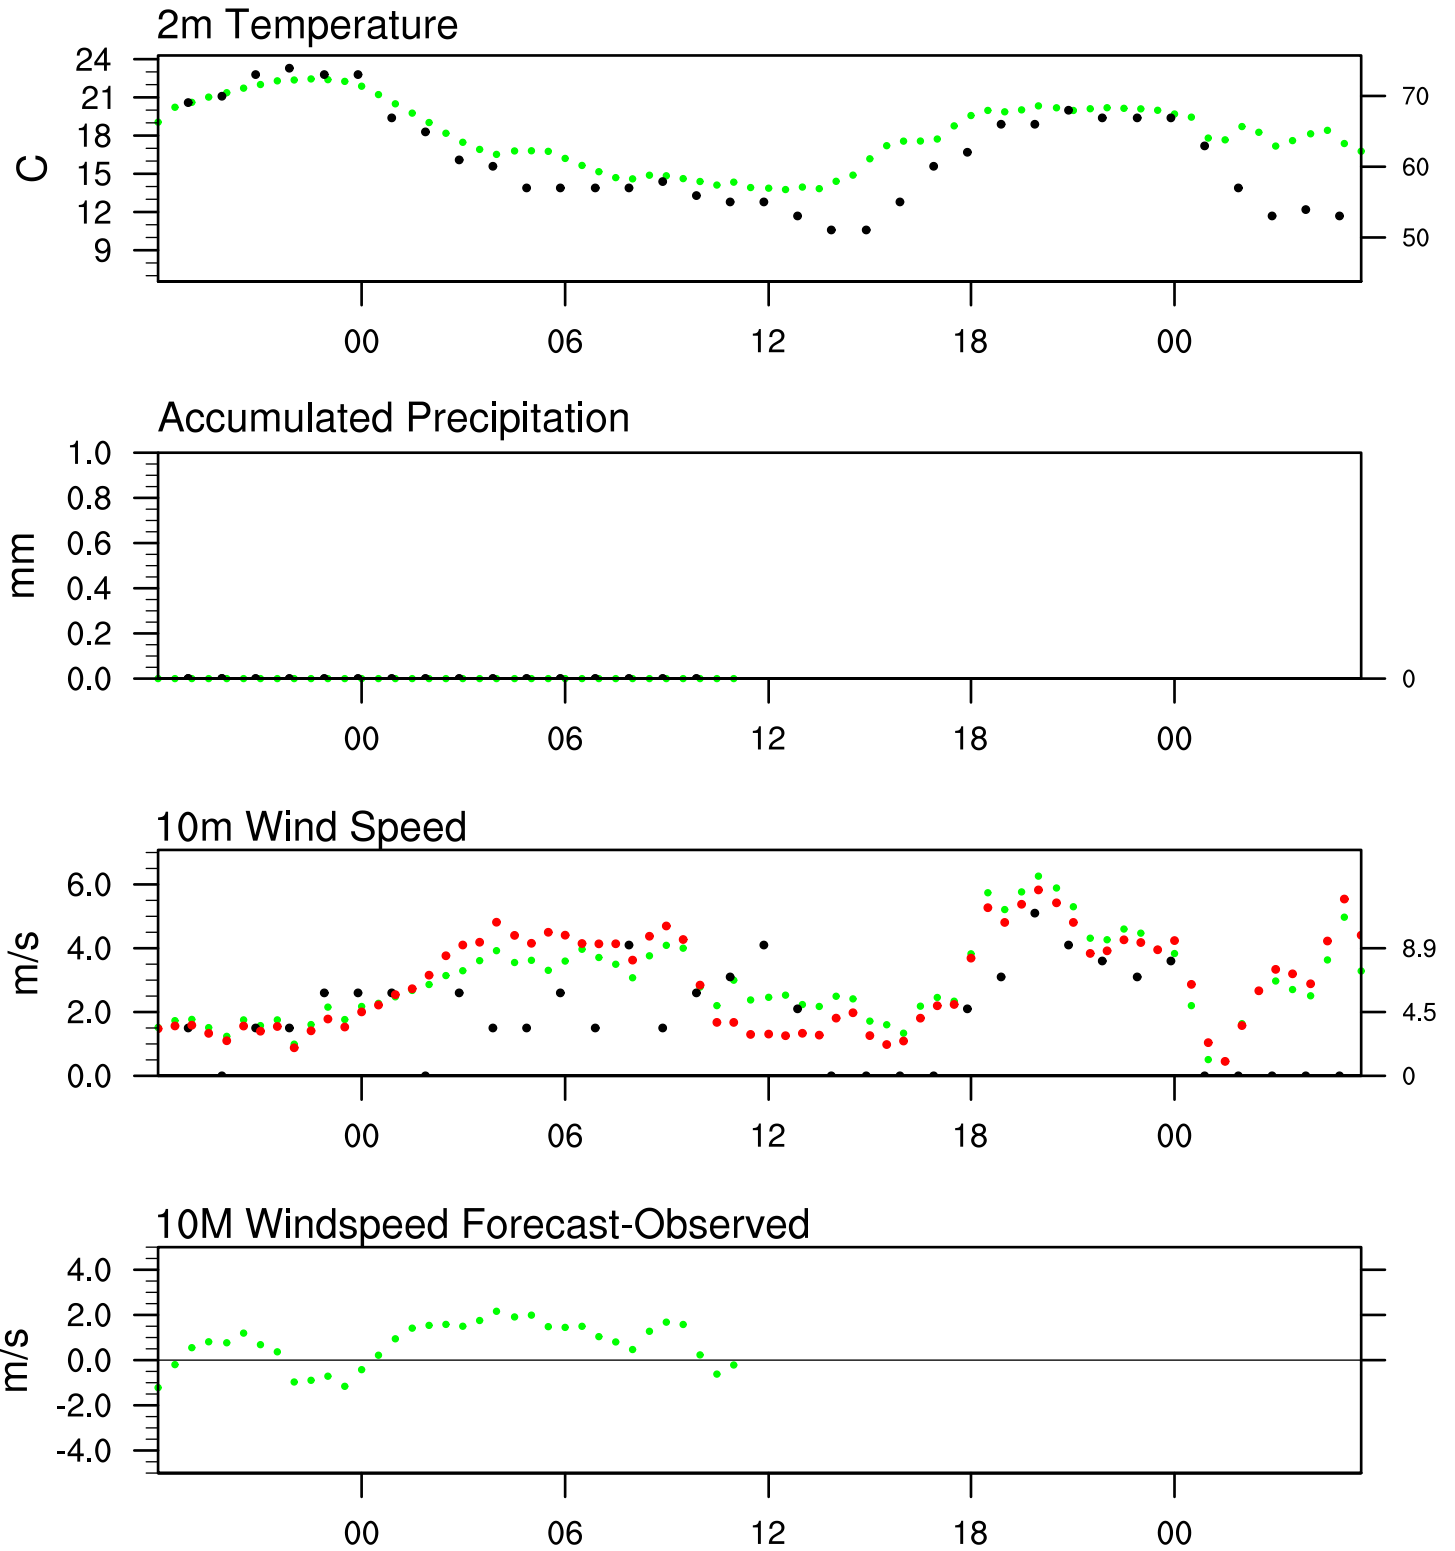 2m Temperature
24
21
18
15
12
9
C
70
60
50
00 06 12 18 00
Accumulated Precipitation
1.0
0.8
0.6
0.4
0.2
0.0
mm
0
00 06 12 18 00
10m Wind Speed
6.0
4.0
2.0
0.0
m/s
8.9
4.5
0
00 06 12 18 00
10M Windspeed Forecast-Observed
4.0
2.0
0.0
-2.0
-4.0
m/s
00 06 12 18 00